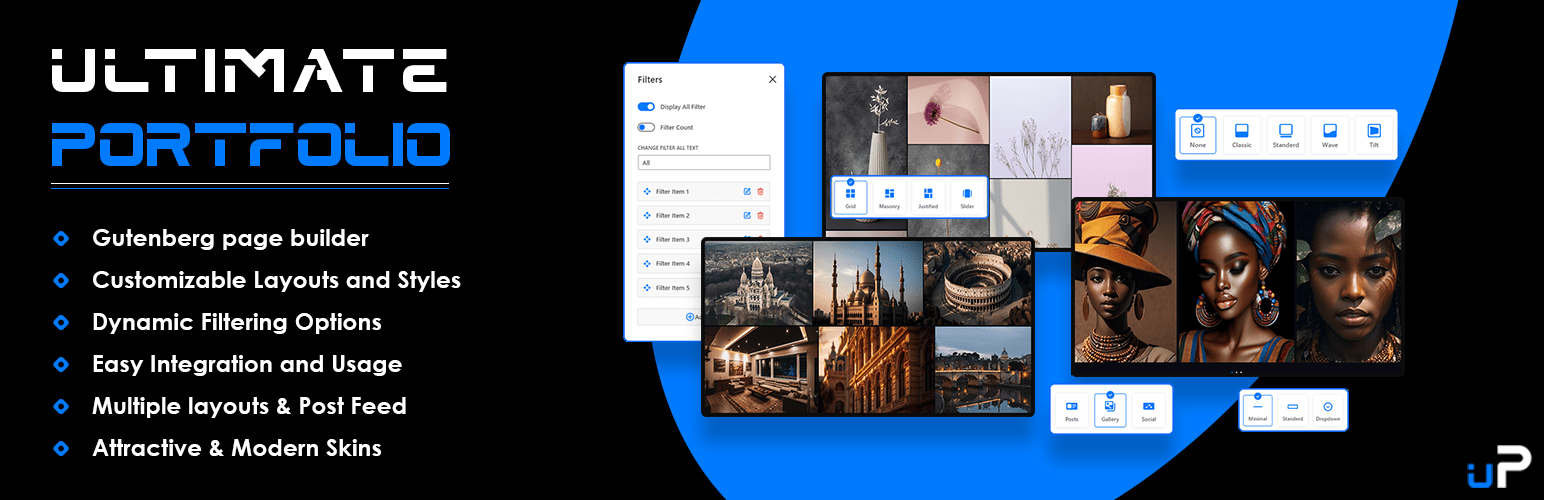 ULTIMATE
PORTFOLIO
Gutenberg page builder
Customizable Layouts and Styles
Dynamic Filtering Options
Easy Integration and Usage
Multiple layouts & Post Feed
Attractive & Modern Skins
Filters
Display All Filter
Filter Count
CHANGE FILTER ALL TEXT
All
Filter Item 1
Filter Item 2
Filter Item 3
Filter Item 4
Filter Item 5
Grid Masonry Justified Slider
None Classic Standerd Wave Tilt
Posts Gallery Social
Minimal Standerd Dropdown
uP